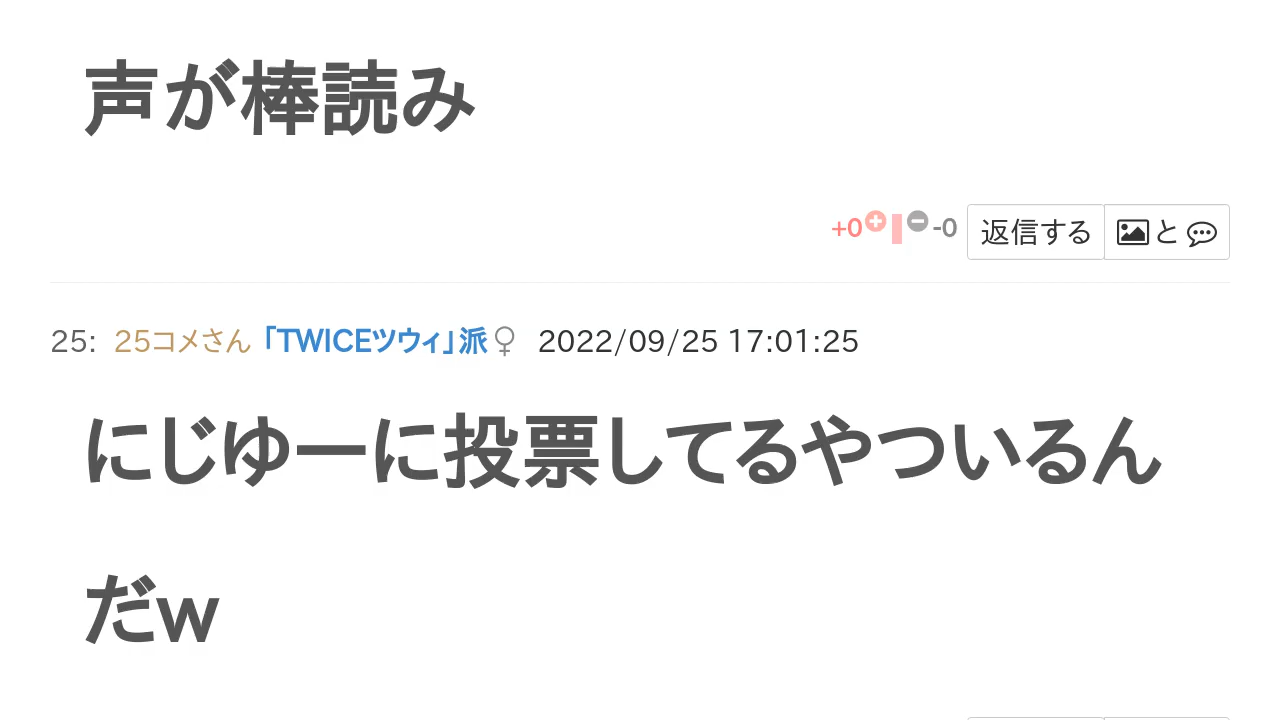 声が棒読み
+0 -0 返信する と
25: 25コメさん 「TWICEツウィ」派♀ 2022/09/25 17:01:25
にじゆーに投票してるやついるん
だw